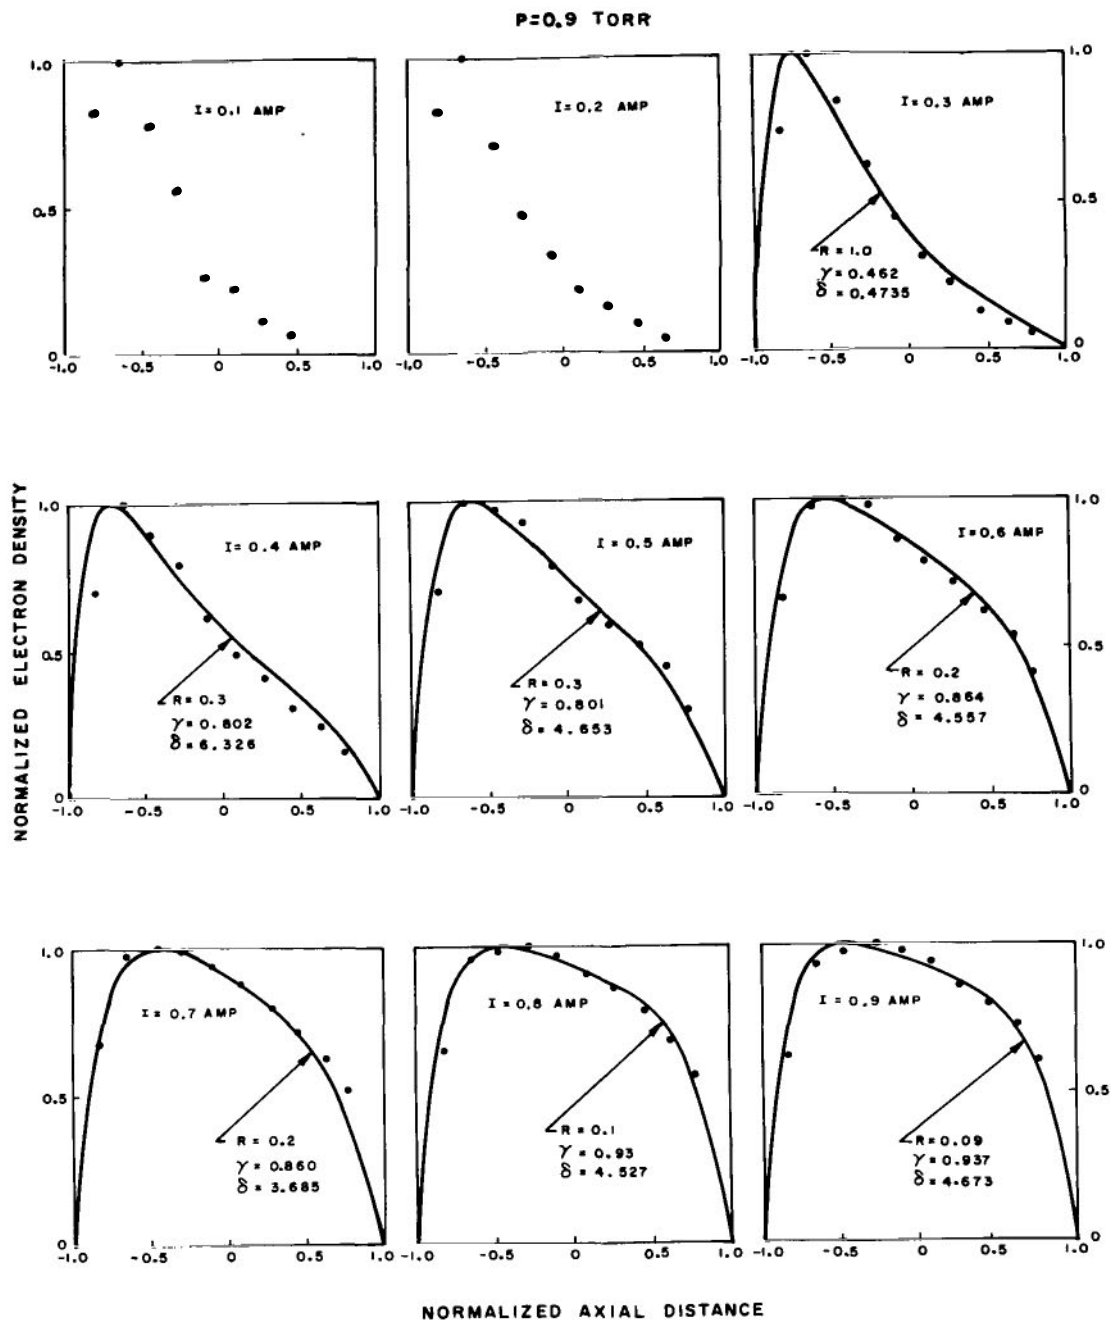 P=0.9 TORR
NORMALIZED ELECTRON DENSITY
1.0
0.5
0
I=0.1 AMP
-1.0 -0.5 0 0.5 1.0
I=0.2 AMP
-1.0 -0.5 0 0.5 1.0
1.0
0.5
0
I=0.3 AMP
R=1.0
γ=0.462
δ=0.4735
-1.0 -0.5 0 0.5 1.0
1.0
0.5
0
I=0.4 AMP
R=0.3
γ=0.802
δ=6.326
-1.0 -0.5 0 0.5 1.0
I=0.5 AMP
R=0.3
γ=0.801
δ=4.653
-1.0 -0.5 0 0.5 1.0
1.0
0.5
0
I=0.6 AMP
R=0.2
γ=0.864
δ=4.557
-1.0 -0.5 0 0.5 1.0
1.0
0.5
0
I=0.7 AMP
R=0.2
γ=0.860
δ=3.685
-1.0 -0.5 0 0.5 1.0
I=0.8 AMP
R=0.1
γ=0.93
δ=4.527
-1.0 -0.5 0 0.5 1.0
1.0
0.5
0
I=0.9 AMP
R=0.09
γ=0.937
δ=4.673
-1.0 -0.5 0 0.5 1.0
NORMALIZED AXIAL DISTANCE